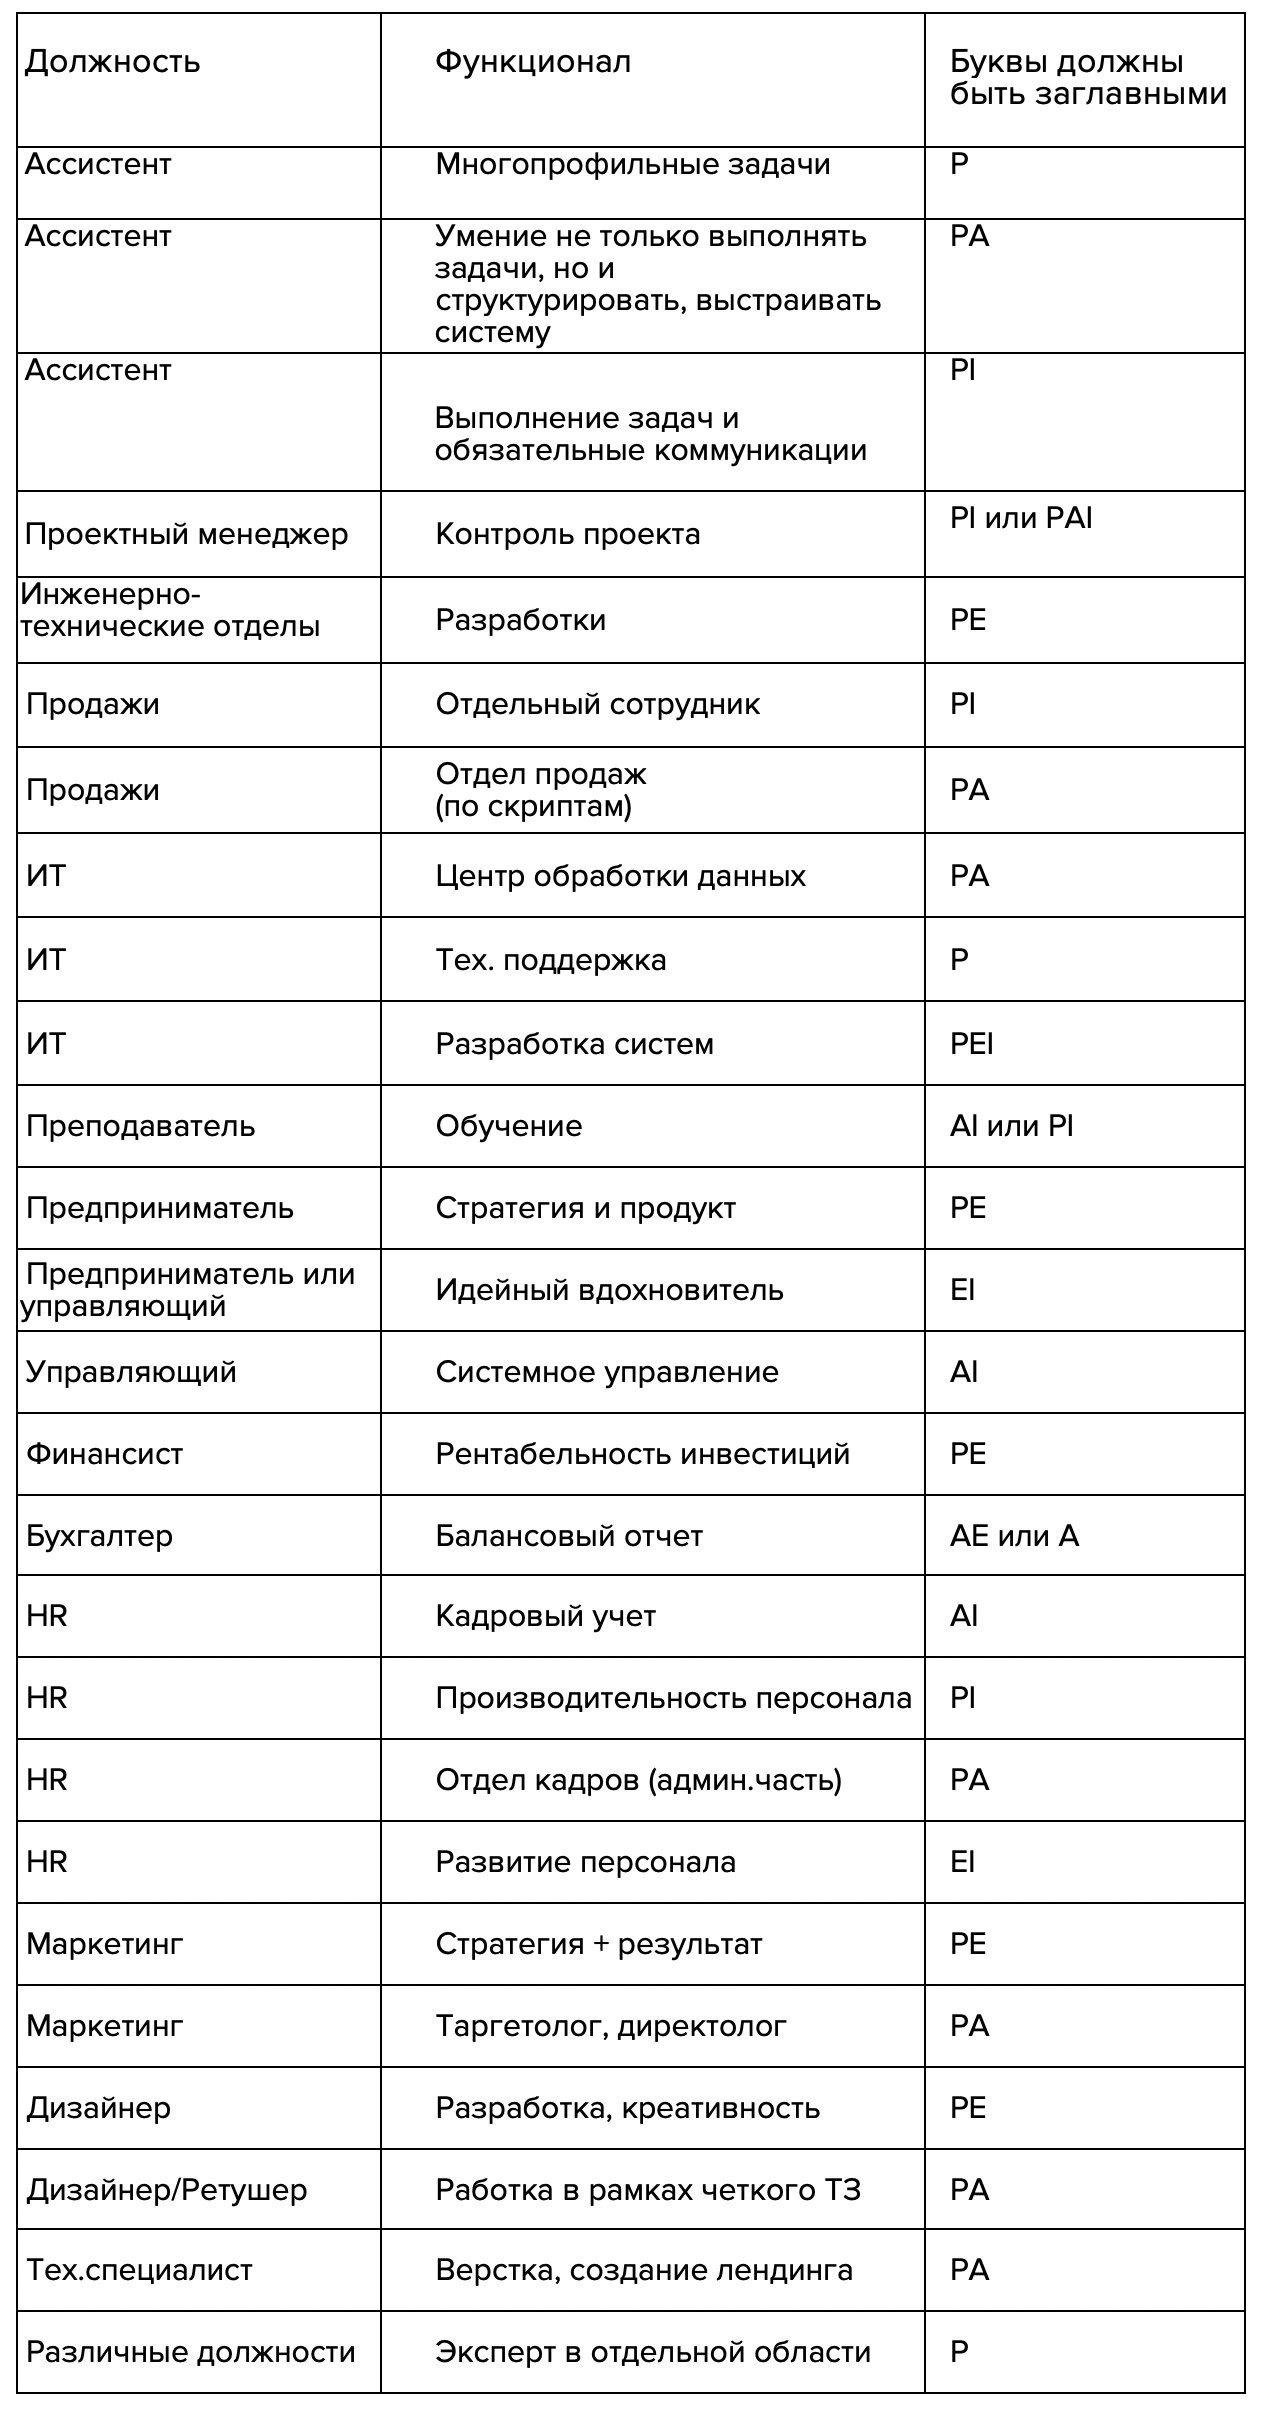 Должность
Функционал
Буквы должны
быть заглавными
Ассистент
Многопрофильные задачи
P
Ассистент
Умение не только выполнять
задачи, но и
структурировать, выстраивать
систему
PA
Ассистент
Выполнение задач и
обязательные коммуникации
PI
Проектный менеджер
Контроль проекта
PI или PAI
Инженерно-
технические отделы
Разработки
PE
Продажи
Отдельный сотрудник
PI
Продажи
Отдел продаж
(по скриптам)
PA
ИТ
Центр обработки данных
PA
ИТ
Тех. поддержка
P
ИТ
Разработка систем
PEI
Преподаватель
Обучение
AI или PI
Предприниматель
Стратегия и продукт
PE
Предприниматель или
управляющий
Идейный вдохновитель
EI
Управляющий
Системное управление
AI
Финансист
Рентабельность инвестиций
PE
Бухгалтер
Балансовый отчет
AE или A
HR
Кадровый учет
AI
HR
Производительность персонала
PI
HR
Отдел кадров (админ.часть)
PA
HR
Развитие персонала
EI
Маркетинг
Стратегия + результат
PE
Маркетинг
Таргетолог, директолог
PA
Дизайнер
Разработка, креативность
PE
Дизайнер/Ретушер
Работка в рамках четкого ТЗ
PA
Тех.специалист
Верстка, создание лендинга
PA
Различные должности
Эксперт в отдельной области
P